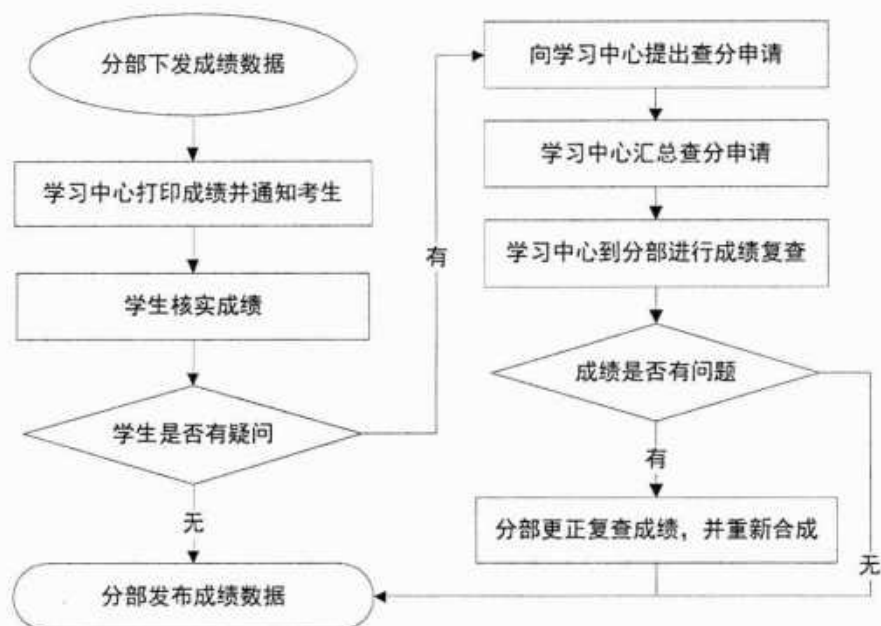 分部下发成绩数据
学习中心打印成绩并通知考生
学生核实成绩
学生是否有疑问
有
无
向学习中心提出查分申请
学习中心汇总查分申请
学习中心到分部进行成绩复查
成绩是否有问题
有
无
分部更正复查成绩，并重新合成
分部发布成绩数据